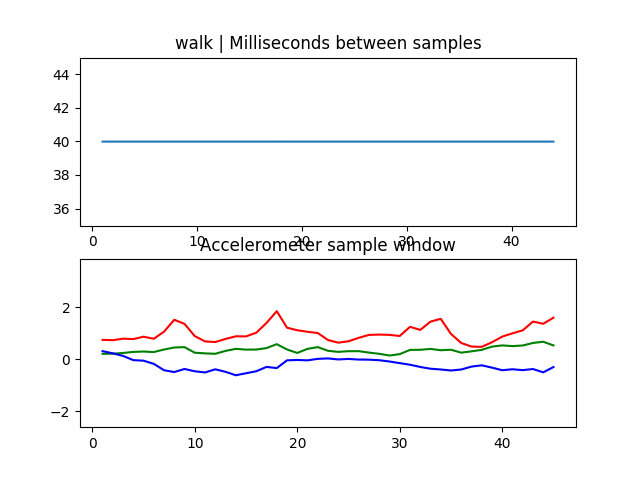 walk | Milliseconds between samples
44
42
40
38
36
0 10 20 30 40
Accelerometer sample window
2
0
−2
0 10 20 30 40